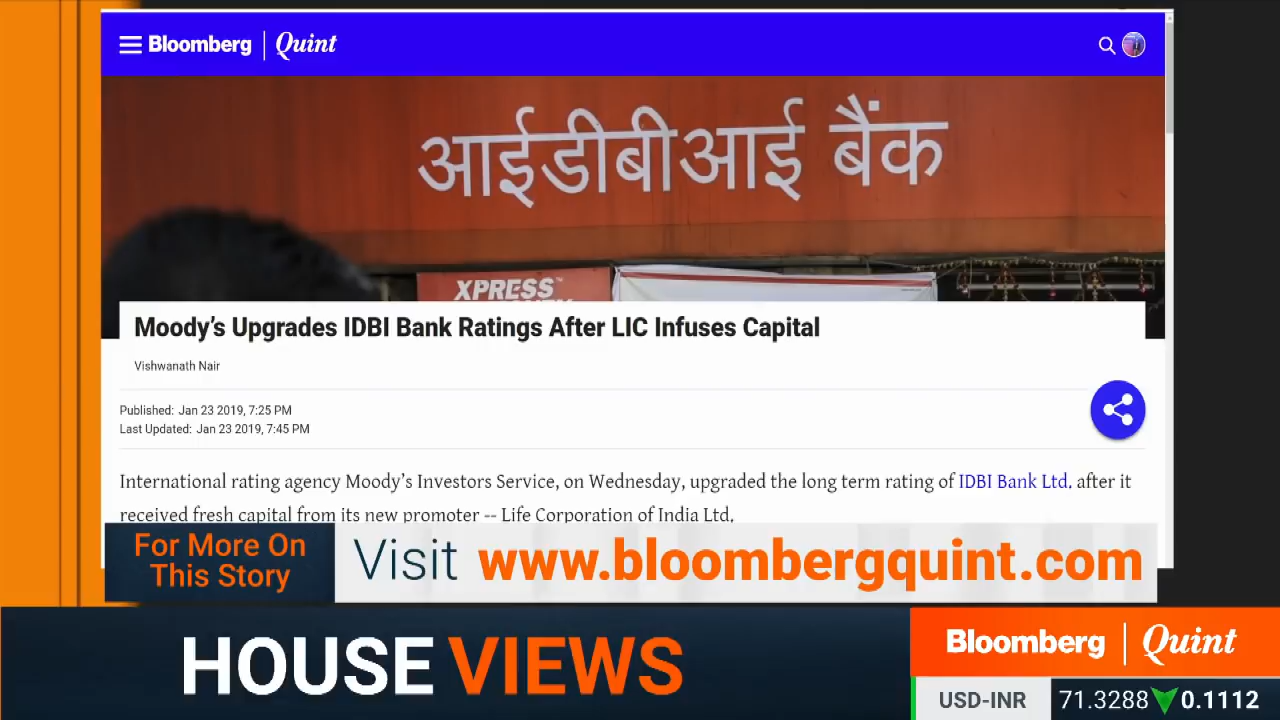 Bloomberg | Quint
आईडीबीआई बैंक
XPRESS
Moody's Upgrades IDBI Bank Ratings After LIC Infuses Capital
Vishwanath Nair
Published: Jan 23 2019, 7:25 PM
Last Updated: Jan 23 2019, 7:45 PM
International rating agency Moody's Investors Service, on Wednesday, upgraded the long term rating of IDBI Bank Ltd. after it
received fresh capital from its new promoter -- Life Corporation of India Ltd.
For More On
This Story
Visit www.bloombergquint.com
HOUSE VIEWS
Bloomberg | Quint
USD-INR 71.3288 0.1112